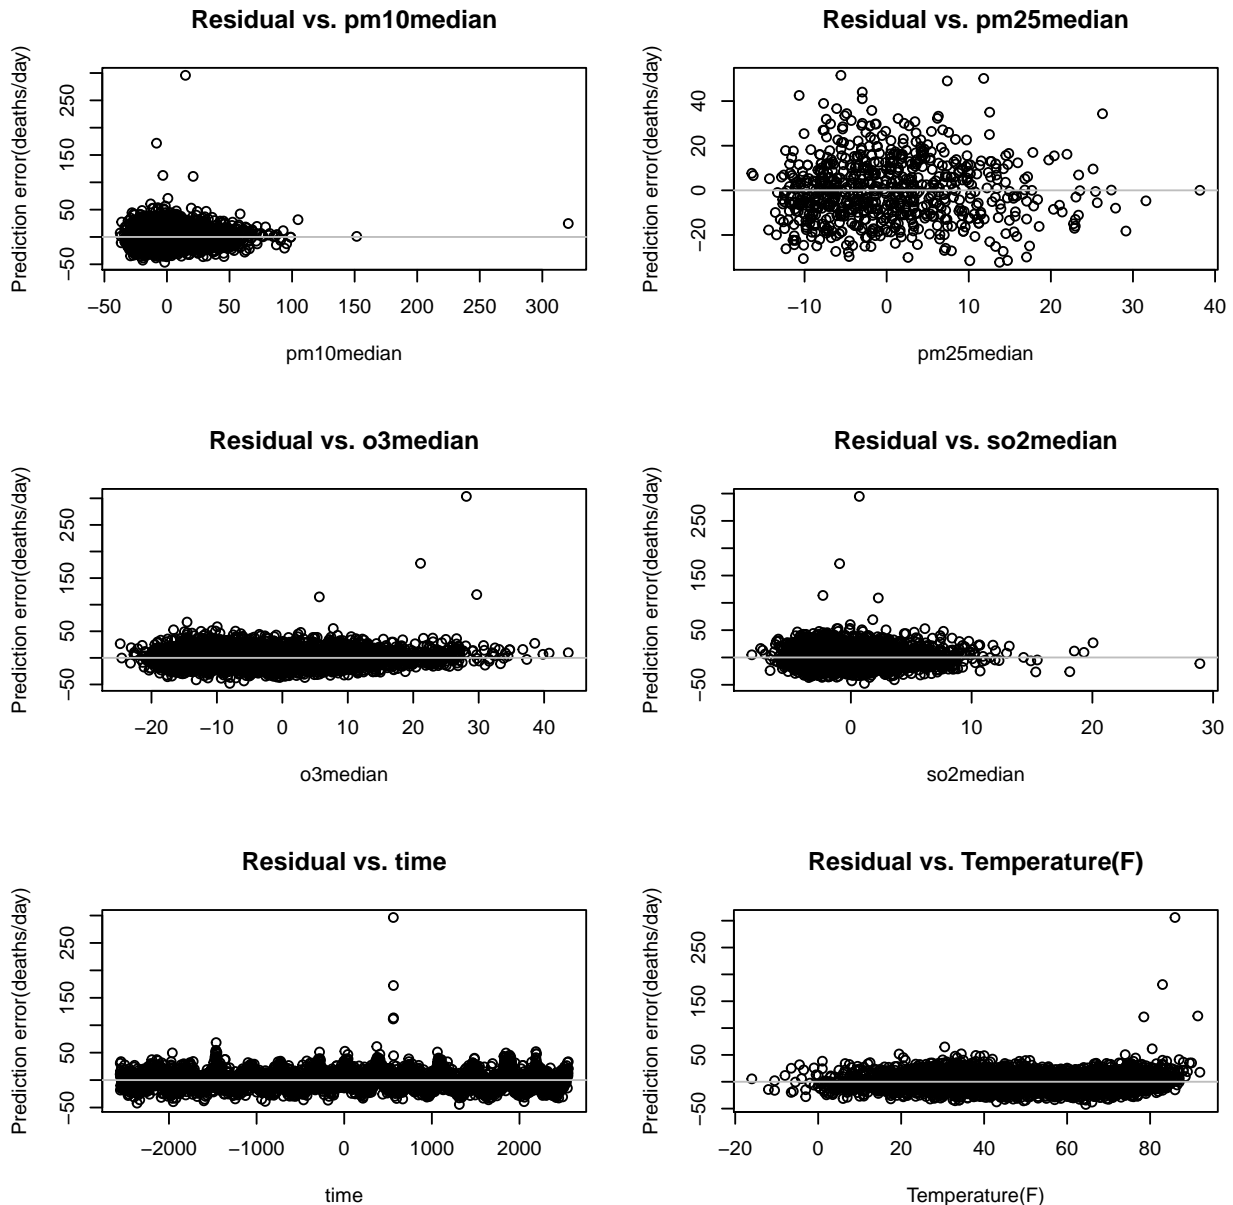 Residual vs. pm10median
Prediction error(deaths/day)
−50 50 150 250
−50 0 50 100 150 200 250 300
pm10median
Residual vs. pm25median
Prediction error(deaths/day)
−20 0 20 40
−10 0 10 20 30 40
pm25median
Residual vs. o3median
Prediction error(deaths/day)
−50 50 150 250
−20 −10 0 10 20 30 40
o3median
Residual vs. so2median
Prediction error(deaths/day)
−50 50 150 250
0 10 20 30
so2median
Residual vs. time
Prediction error(deaths/day)
−50 50 150 250
−2000 −1000 0 1000 2000
time
Residual vs. Temperature(F)
Prediction error(deaths/day)
−50 50 150 250
−20 0 20 40 60 80
Temperature(F)